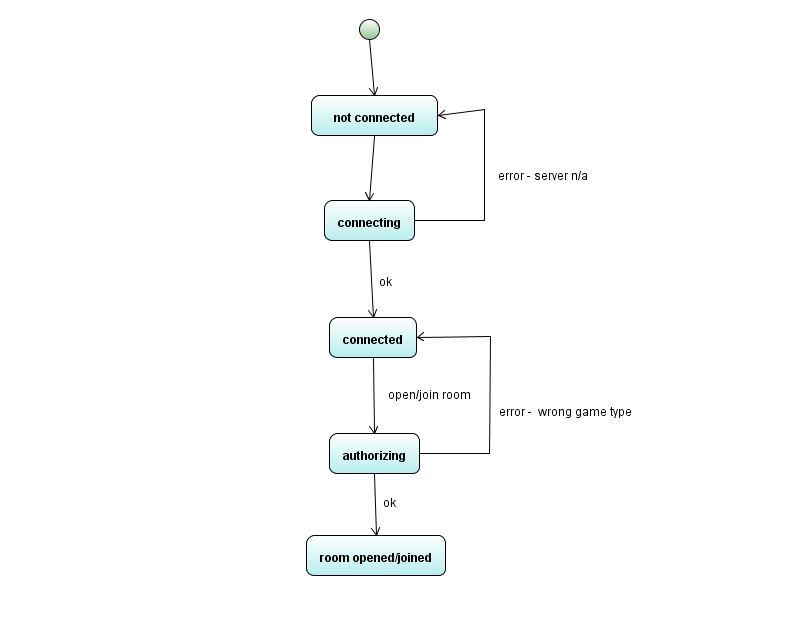 not connected
error - server n/a
connecting
ok
connected
open/join room
error -  wrong game type
authorizing
ok
room opened/joined